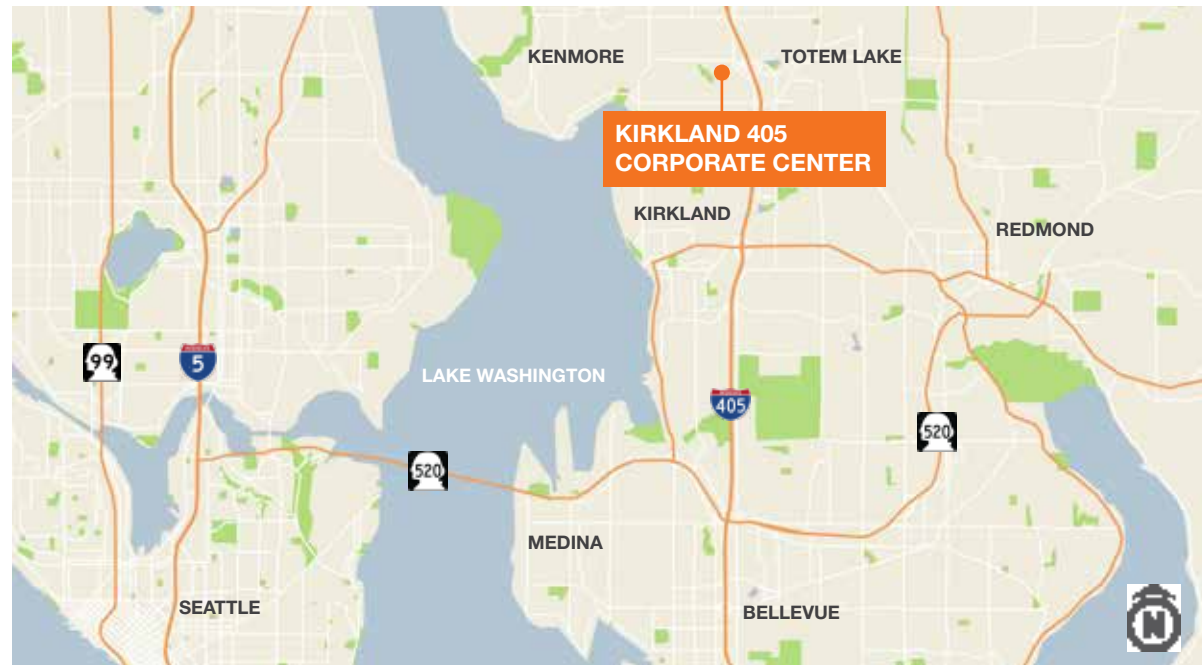 KENMORE
TOTEM LAKE
KIRKLAND 405
CORPORATE CENTER
KIRKLAND
REDMOND
99
5
LAKE WASHINGTON
405
520
520
MEDINA
SEATTLE
BELLEVUE
N